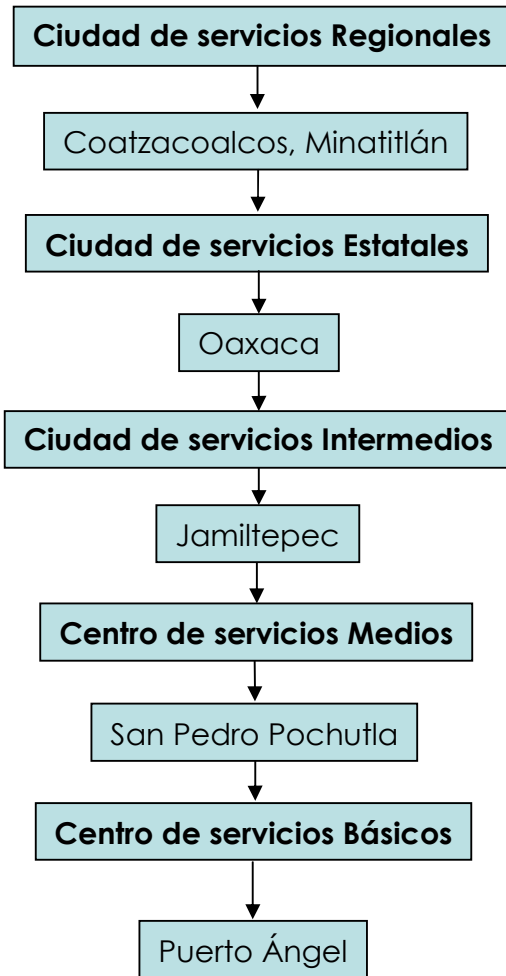 Ciudad de servicios Regionales
Coatzacoalcos, Minatitlán
Ciudad de servicios Estatales
Oaxaca
Ciudad de servicios Intermedios
Jamiltepec
Centro de servicios Medios
San Pedro Pochutla
Centro de servicios Básicos
Puerto Ángel